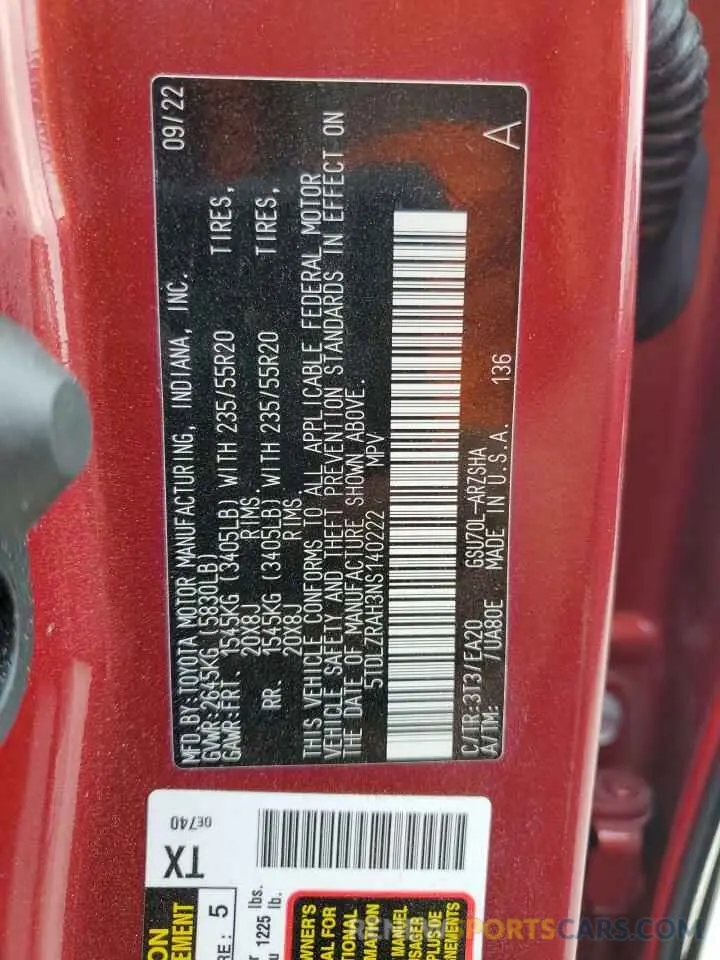 MFD.BY:TOYOTA MOTOR MANUFACTURING, INDIANA, INC. 09/22
GVWR:2645KG (5830LB)
GAWR:FRT. 1545KG (3405LB) WITH 235/55R20 TIRES,
20X8J RIMS.
RR. 1545KG (3405LB) WITH 235/55R20 TIRES,
20X8J RIMS.
THIS VEHICLE CONFORMS TO ALL APPLICABLE FEDERAL MOTOR
VEHICLE SAFETY AND THEFT PREVENTION STANDARDS IN EFFECT ON
THE DATE OF MANUFACTURE SHOWN ABOVE.
5TDLZRAH3NS140222 MPV
C/TR:3T3/EA20 GSU70L-ARZSHA 136 A
A/TM: -/UA80E MADE IN U.S.A.
0E740
TX
5
1225 lbs.
lb.